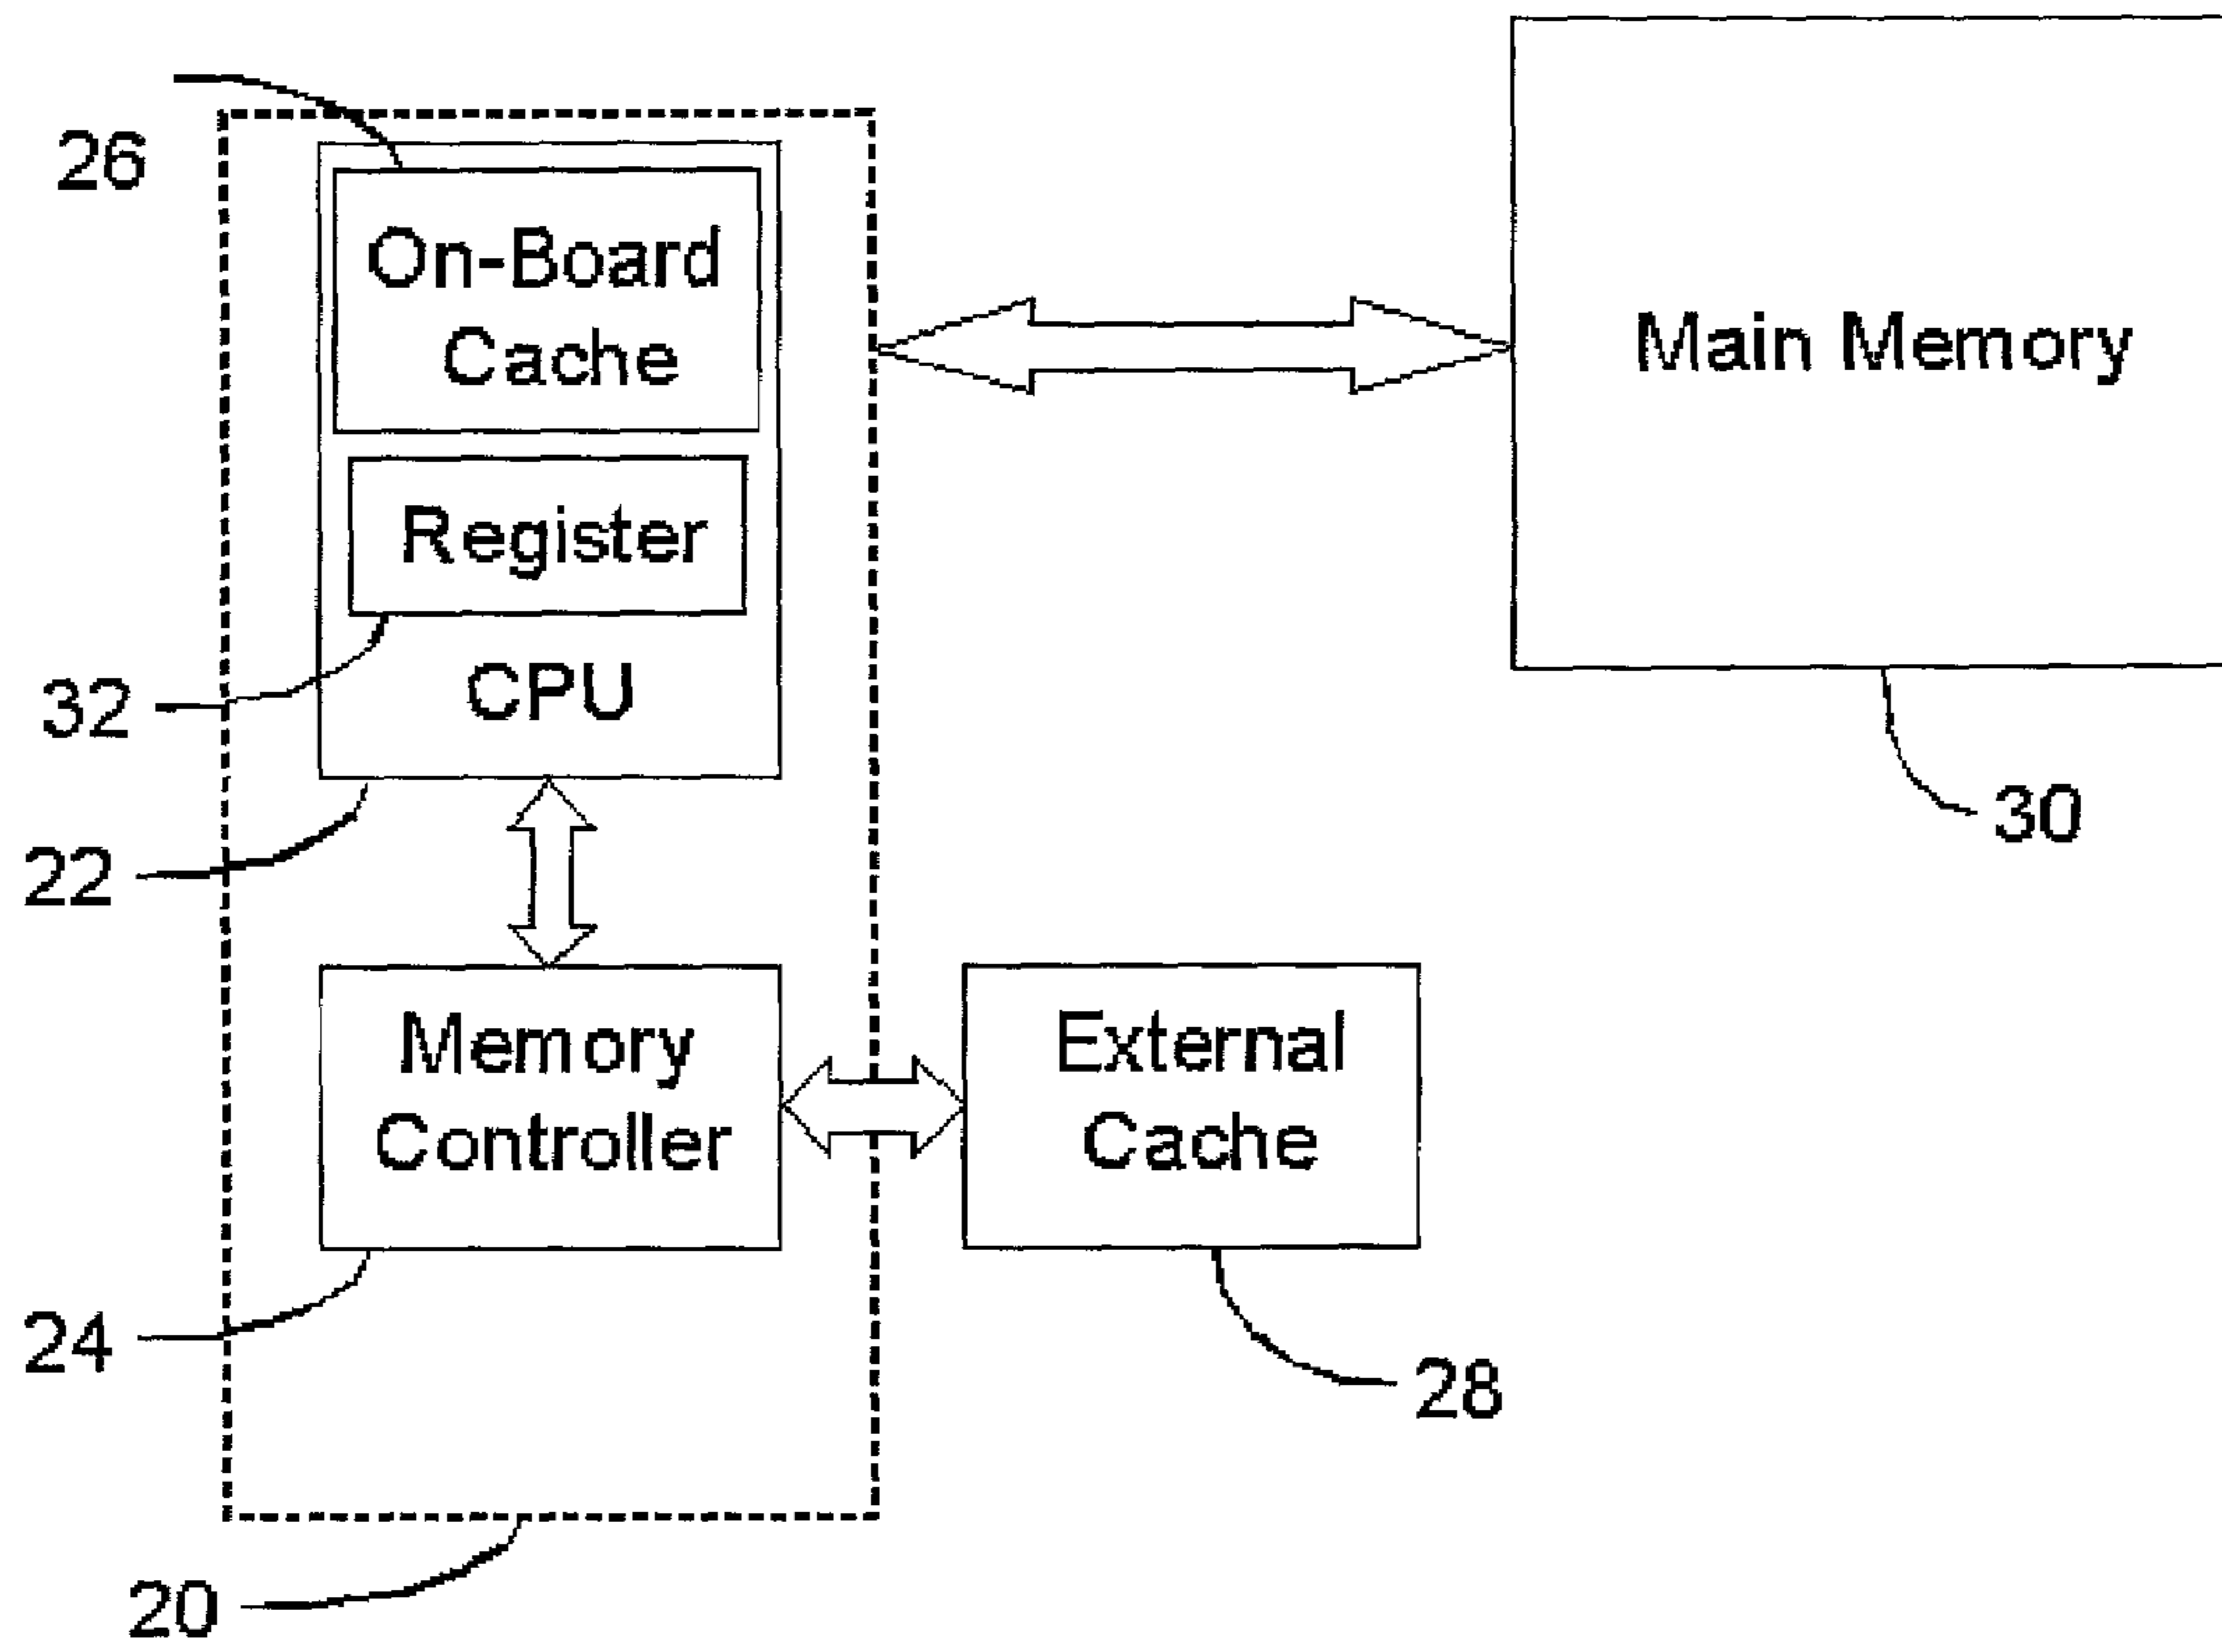 26
On-Board
Cache
Main Memory
Register
32
CPU
30
22
Memory
Controller
External
Cache
24
28
20